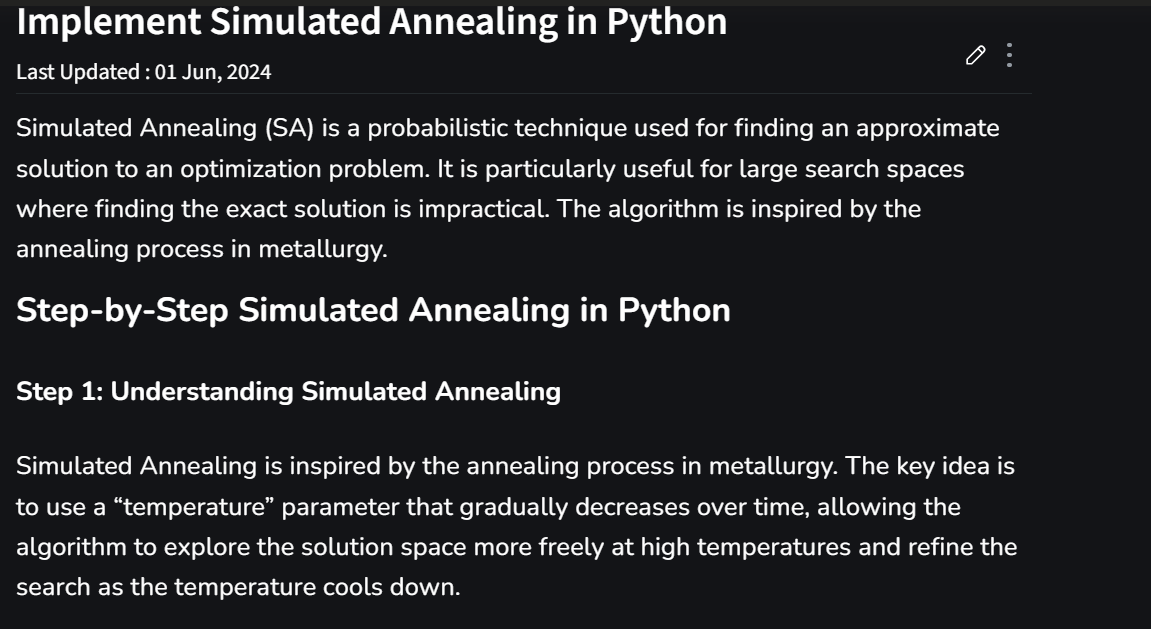 Implement Simulated Annealing in Python
Last Updated : 01 Jun, 2024
Simulated Annealing (SA) is a probabilistic technique used for finding an approximate
solution to an optimization problem. It is particularly useful for large search spaces
where finding the exact solution is impractical. The algorithm is inspired by the
annealing process in metallurgy.
Step-by-Step Simulated Annealing in Python
Step 1: Understanding Simulated Annealing
Simulated Annealing is inspired by the annealing process in metallurgy. The key idea is
to use a “temperature” parameter that gradually decreases over time, allowing the
algorithm to explore the solution space more freely at high temperatures and refine the
search as the temperature cools down.